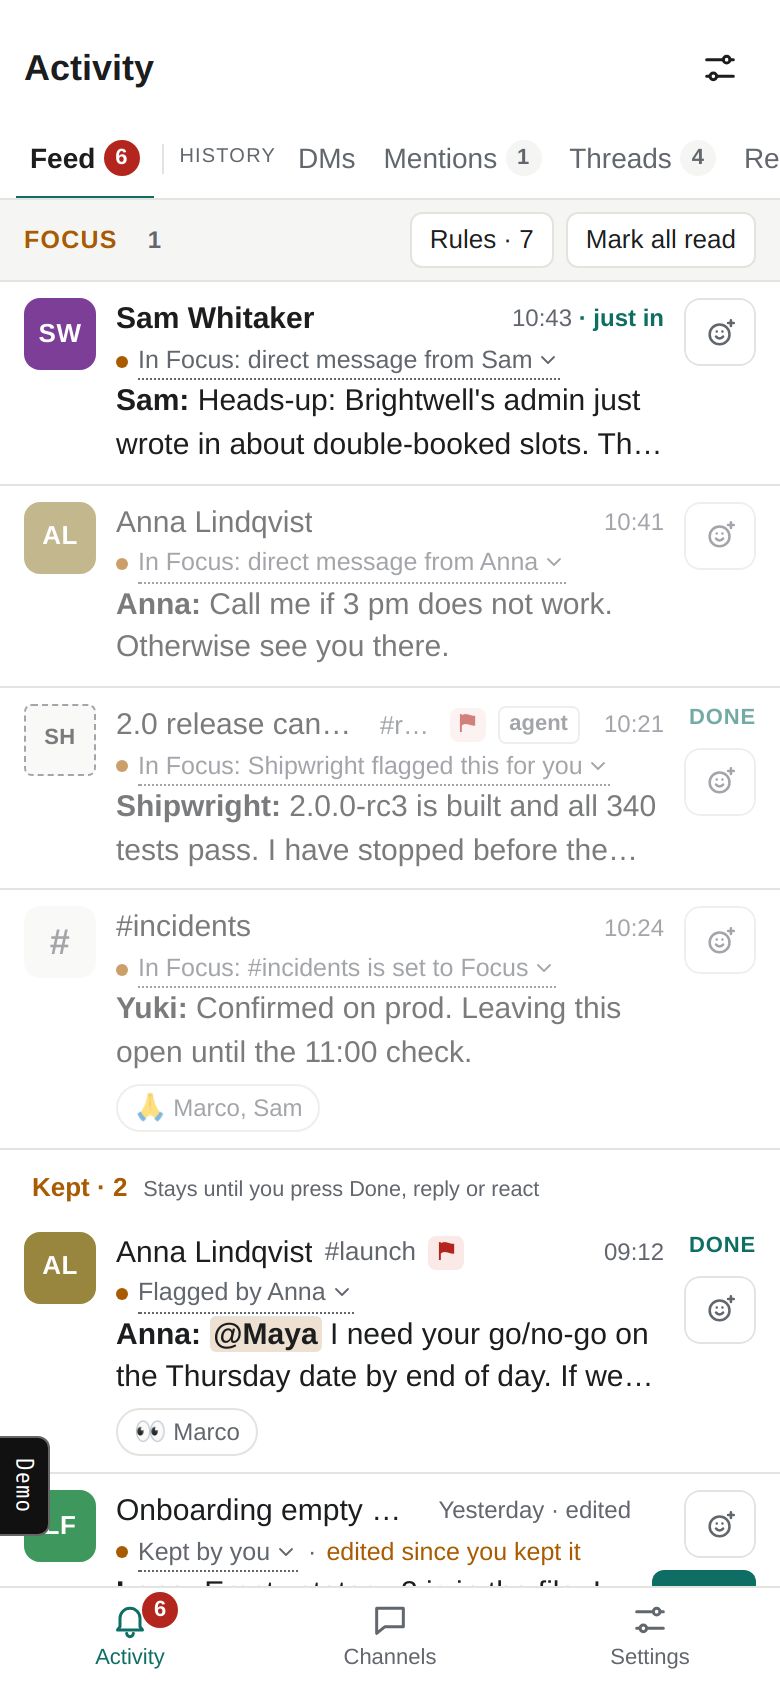 Activity
Feed 6 HISTORY DMs Mentions 1 Threads 4 Re
FOCUS 1 Rules · 7 Mark all read
SW Sam Whitaker 10:43 · just in
In Focus: direct message from Sam
Sam: Heads-up: Brightwell's admin just
wrote in about double-booked slots. Th…
AL Anna Lindqvist 10:41
In Focus: direct message from Anna
Anna: Call me if 3 pm does not work.
Otherwise see you there.
SH 2.0 release can… #r… agent 10:21 DONE
In Focus: Shipwright flagged this for you
Shipwright: 2.0.0-rc3 is built and all 340
tests pass. I have stopped before the…
# #incidents 10:24
In Focus: #incidents is set to Focus
Yuki: Confirmed on prod. Leaving this
open until the 11:00 check.
🙏 Marco, Sam
Kept · 2 Stays until you press Done, reply or react
AL Anna Lindqvist #launch 09:12 DONE
Flagged by Anna
Anna: @Maya I need your go/no-go on
the Thursday date by end of day. If we…
👀 Marco
Demo
LF Onboarding empty … Yesterday · edited
Kept by you · edited since you kept it
6
Activity Channels Settings